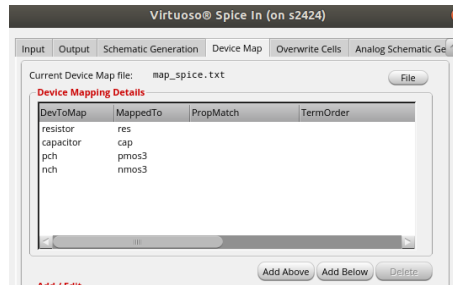 Virtuoso® Spice In (on s2424)
Input Output Schematic Generation Device Map Overwrite Cells Analog Schematic Ge
Current Device Map file: map_spice.txt File
Device Mapping Details
DevToMap MappedTo PropMatch TermOrder
resistor res
capacitor cap
pch pmos3
nch nmos3
Add Above Add Below Delete
Add / Edit